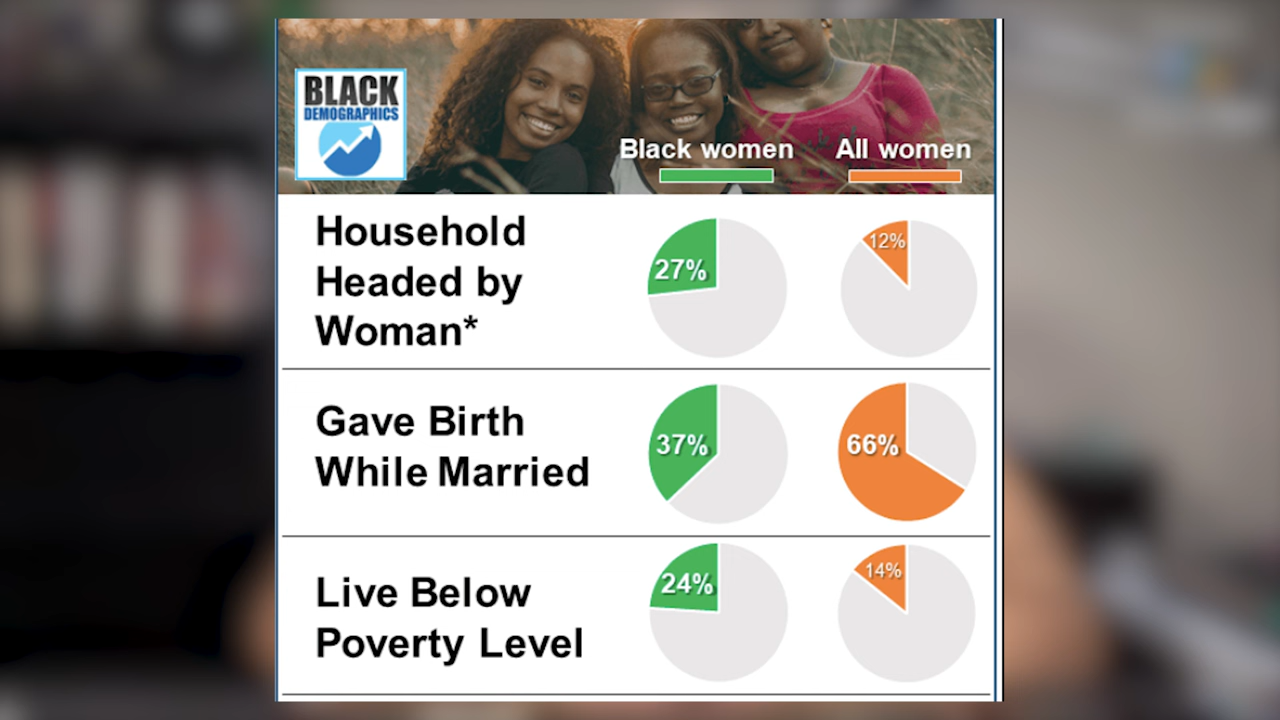 BLACK
DEMOGRAPHICS
Black women
All women
Household
Headed by
Woman*
27%
12%
Gave Birth
While Married
37%
66%
Live Below
Poverty Level
24%
14%